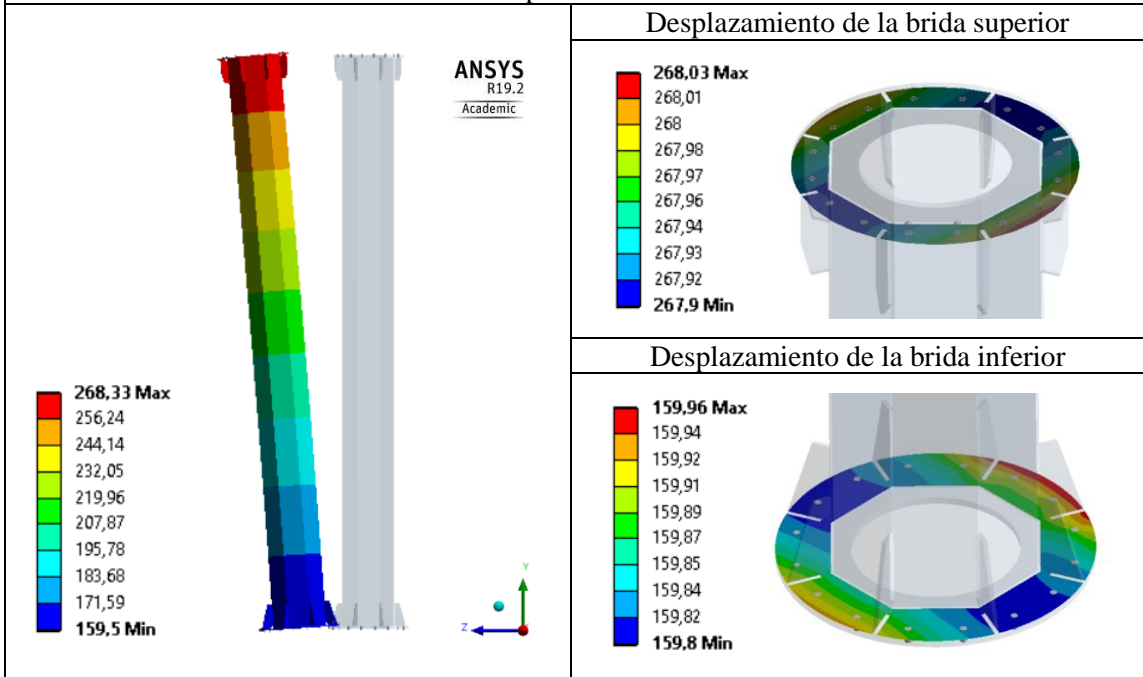 ANSYS
R19.2
Academic
268,33 Max
256,24
244,14
232,05
219,96
207,87
195,78
183,68
171,59
159,5 Min
Y
Z
Desplazamiento de la brida superior
268,03 Max
268,01
268
267,98
267,97
267,96
267,94
267,93
267,92
267,9 Min
Desplazamiento de la brida inferior
159,96 Max
159,94
159,92
159,91
159,89
159,87
159,85
159,84
159,82
159,8 Min